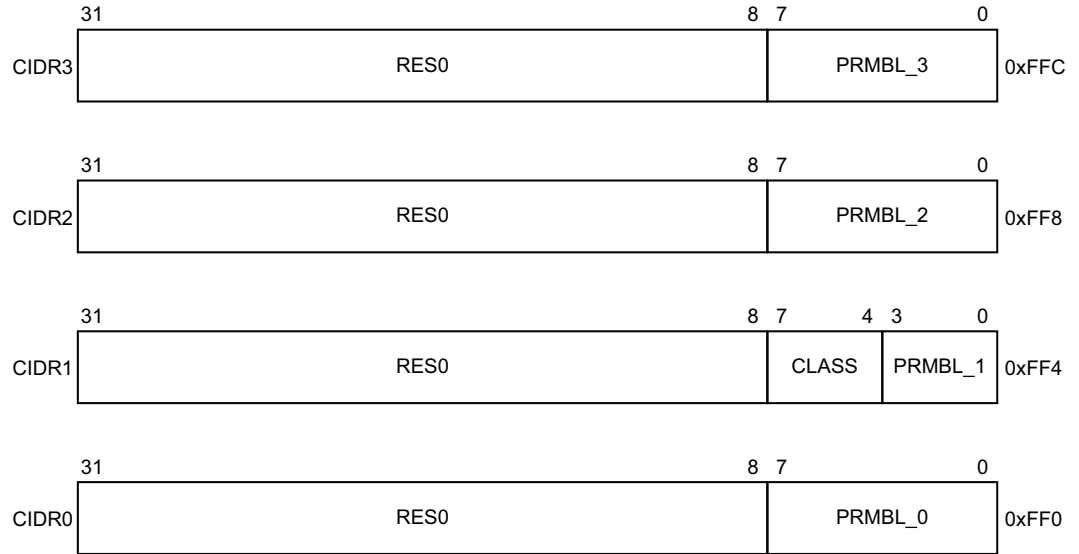 31 8 7 0
CIDR3 RES0 PRMBL_3 0xFFC
31 8 7 0
CIDR2 RES0 PRMBL_2 0xFF8
31 8 7 4 3 0
CIDR1 RES0 CLASS PRMBL_1 0xFF4
31 8 7 0
CIDR0 RES0 PRMBL_0 0xFF0